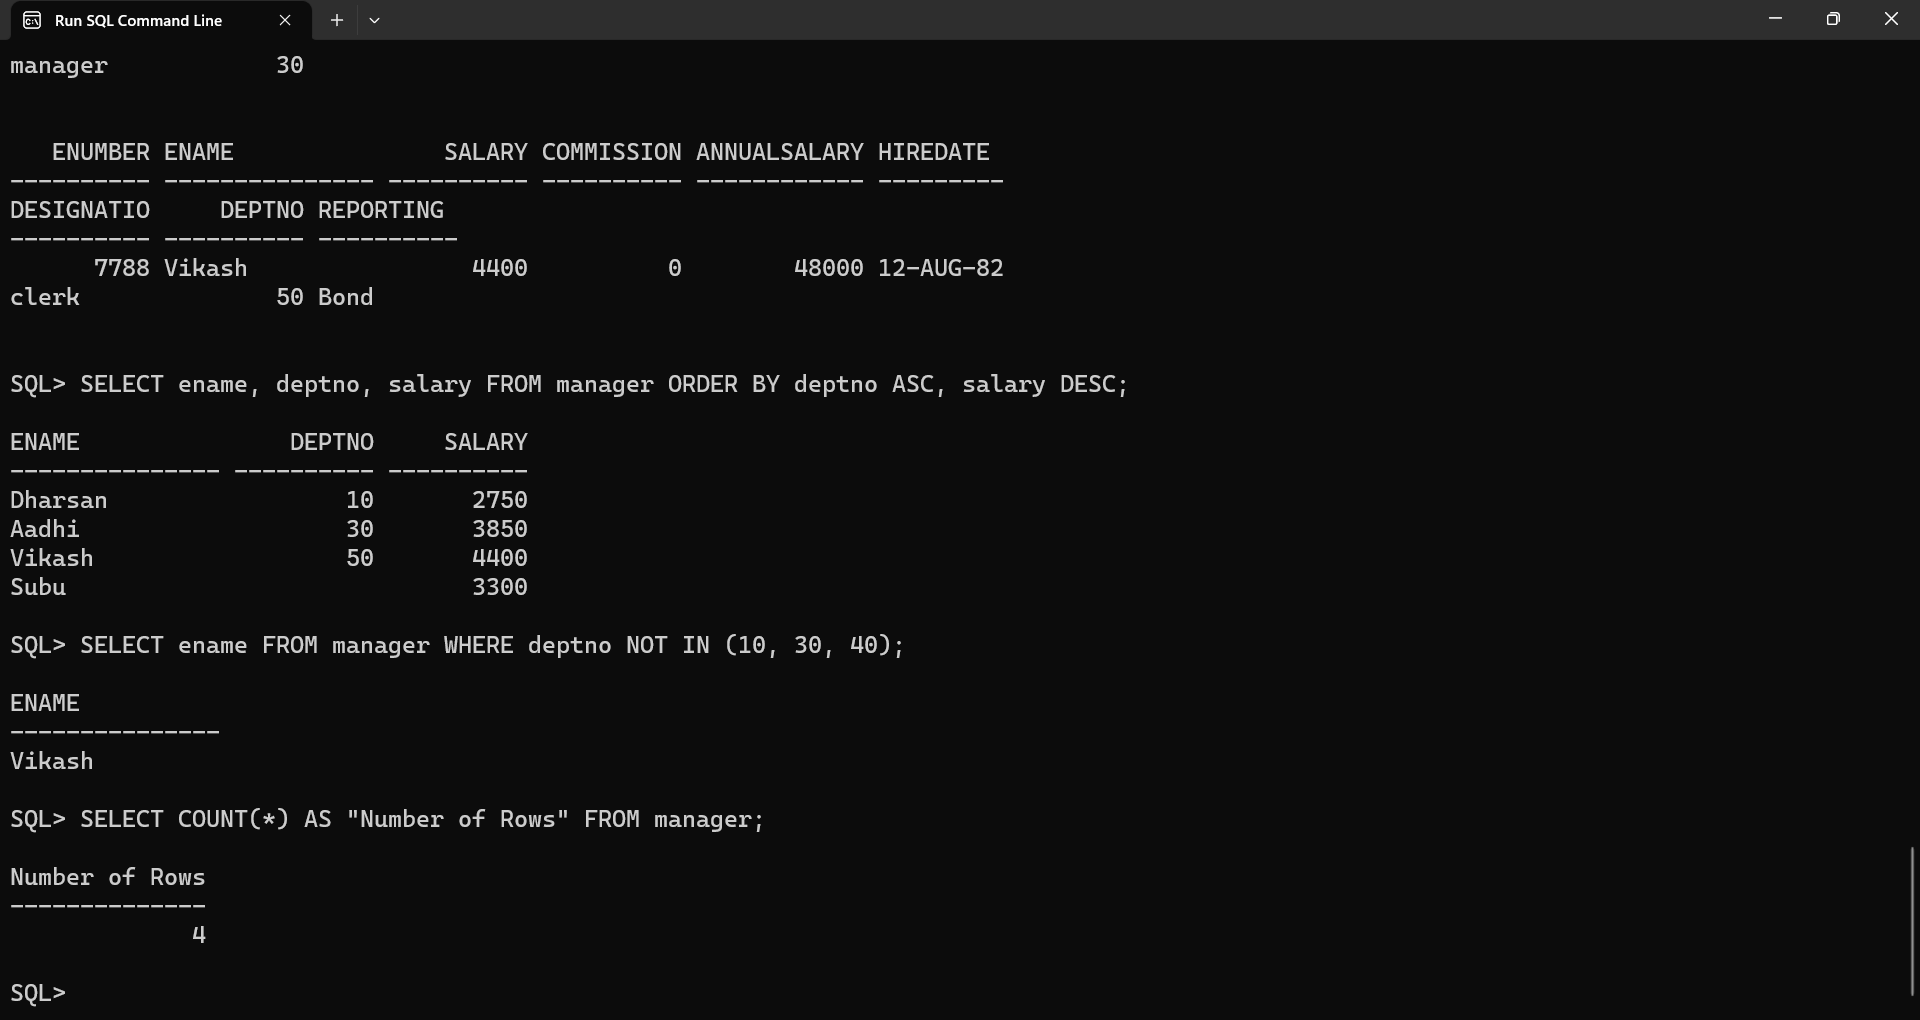 Run SQL Command Line
manager            30


   ENUMBER ENAME               SALARY COMMISSION ANNUALSALARY HIREDATE
---------- --------------- ---------- ---------- ------------ ---------
DESIGNATIO     DEPTNO REPORTING
---------- ---------- ----------
      7788 Vikash                4400          0        48000 12-AUG-82
clerk              50 Bond


SQL> SELECT ename, deptno, salary FROM manager ORDER BY deptno ASC, salary DESC;

ENAME               DEPTNO     SALARY
--------------- ---------- ----------
Dharsan                 10       2750
Aadhi                   30       3850
Vikash                  50       4400
Subu                             3300

SQL> SELECT ename FROM manager WHERE deptno NOT IN (10, 30, 40);

ENAME
---------------
Vikash

SQL> SELECT COUNT(*) AS "Number of Rows" FROM manager;

Number of Rows
--------------
             4

SQL>